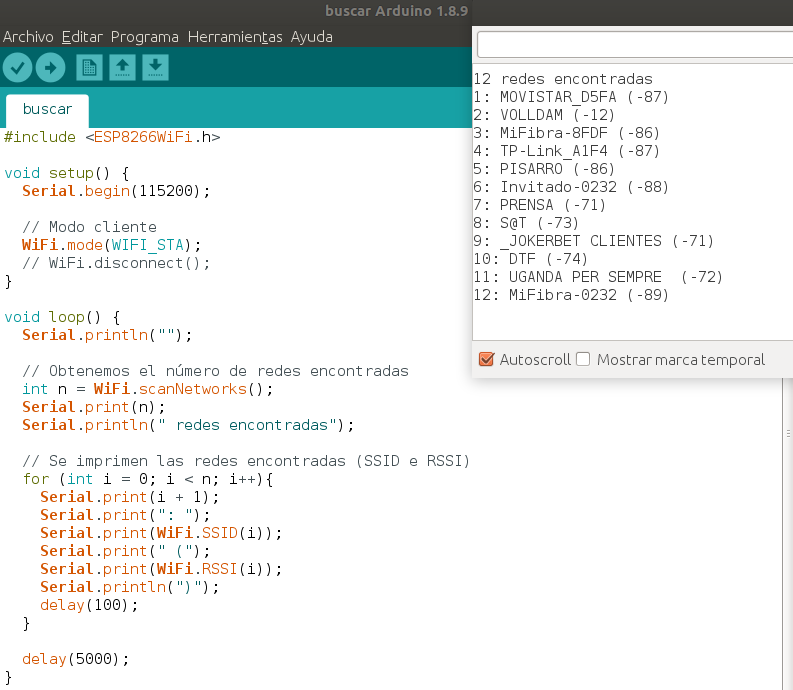 buscar Arduino 1.8.9
Archivo Editar Programa Herramientas Ayuda
buscar
#include <ESP8266WiFi.h>
void setup() {
Serial.begin(115200);
// Modo cliente
WiFi.mode(WIFI_STA);
// WiFi.disconnect();
}
void loop() {
Serial.println("");
// Obtenemos el número de redes encontradas
int n = WiFi.scanNetworks();
Serial.print(n);
Serial.println(" redes encontradas");
// Se imprimen las redes encontradas (SSID e RSSI)
for (int i = 0; i < n; i++){
Serial.print(i + 1);
Serial.print(": ");
Serial.print(WiFi.SSID(i));
Serial.print(" (");
Serial.print(WiFi.RSSI(i));
Serial.println(")");
delay(100);
}
delay(5000);
}
12 redes encontradas
1: MOVISTAR_D5FA (-87)
2: VOLLDAM (-12)
3: MiFibra-8FDF (-86)
4: TP-Link_A1F4 (-87)
5: PISARRO (-86)
6: Invitado-0232 (-88)
7: PRENSA (-71)
8: S@T (-73)
9: _JOKERBET CLIENTES (-71)
10: DTF (-74)
11: UGANDA PER SEMPRE  (-72)
12: MiFibra-0232 (-89)
Autoscroll Mostrar marca temporal